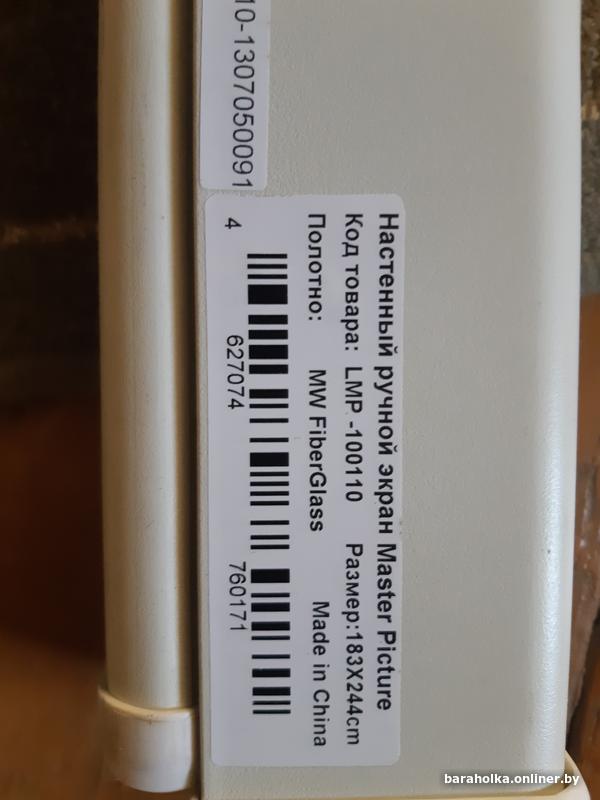 10-1307050091
Настенный ручной экран Master Picture
Код товара: LMP -100110 Размер:183X244cm
Полотно: MW FiberGlass Made in China
4 627074 760171
baraholka.onliner.by